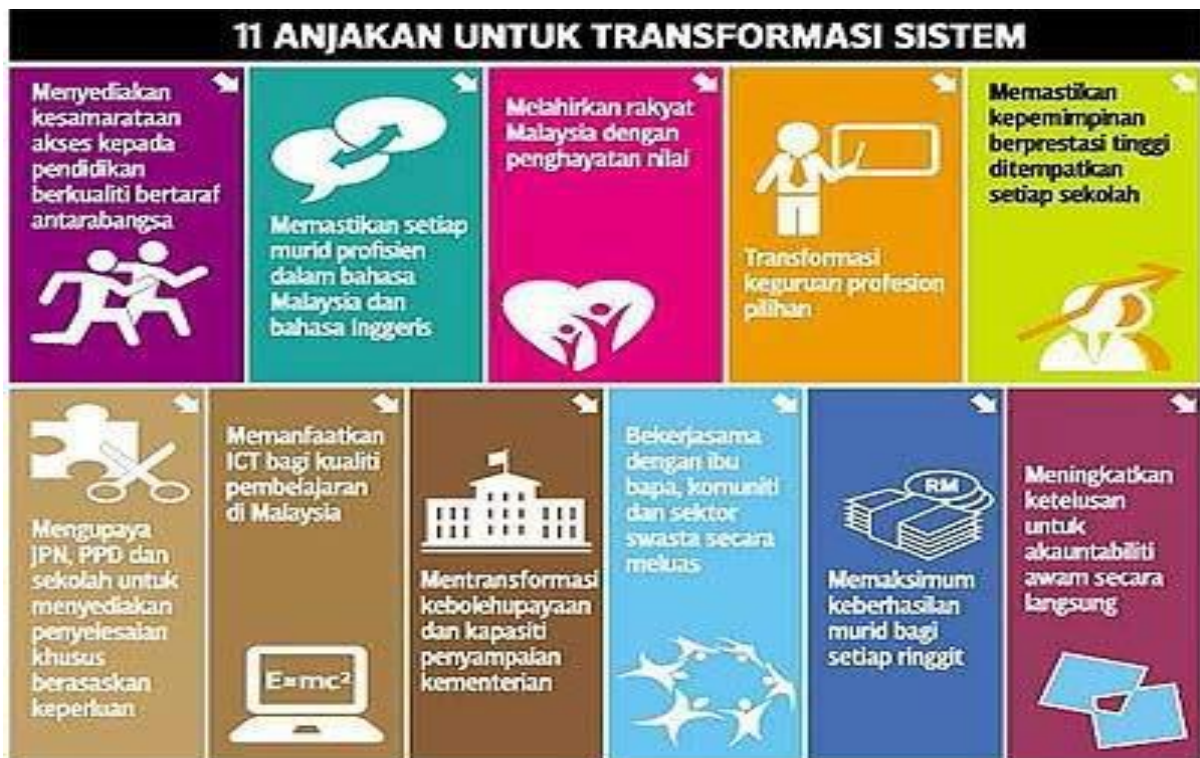 11 ANJAKAN UNTUK TRANSFORMASI SISTEM
Menyediakan
kesamarataan
akses kepada
pendidikan
berkualiti bertaraf
antarabangsa
Memastikan setiap
murid profisien
dalam bahasa
Malaysia dan
bahasa Inggeris
Melahirkan rakyat
Malaysia dengan
penghayatan nilai
Transformasi
keguruan profesion
pilihan
Memastikan
kepemimpinan
berprestasi tinggi
ditempatkan
setiap sekolah
Mengupaya
JPN, PPD dan
sekolah untuk
menyediakan
penyelesaian
khusus
berasaskan
keperluan
Memanfaatkan
ICT bagi kualiti
pembelajaran
di Malaysia
E=mc²
Mentransformasi
kebolehupayaan
dan kapasiti
penyampaian
kementerian
Bekerjasama
dengan ibu
bapa, komuniti
dan sektor
swasta secara
meluas
RM
Memaksimum
keberhasilan
murid bagi
setiap ringgit
Meningkatkan
ketelusan
untuk
akauntabiliti
awam secara
langsung